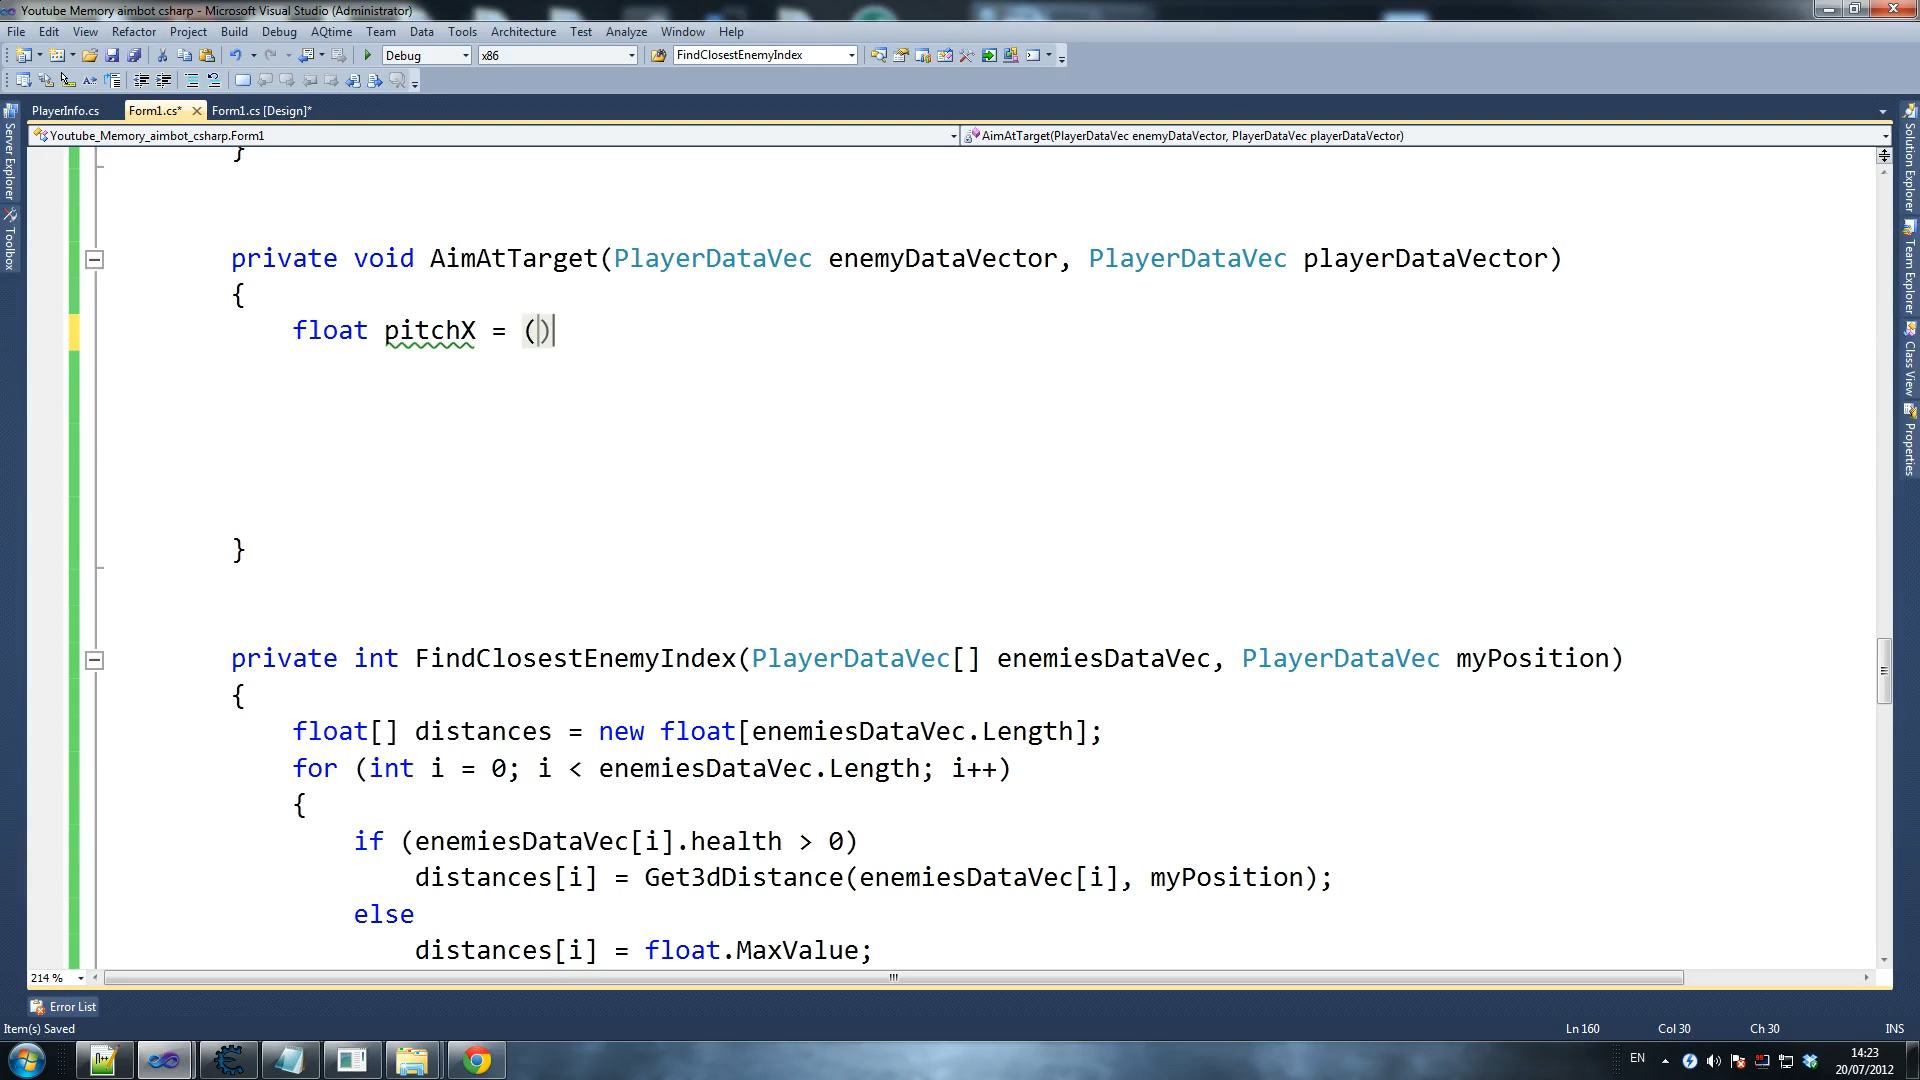 Youtube Memory aimbot csharp - Microsoft Visual Studio (Administrator)
File Edit View Refactor Project Build Debug AQtime Team Data Tools Architecture Test Analyze Window Help
Debug x86 FindClosestEnemyIndex
PlayerInfo.cs Form1.cs* Form1.cs [Design]*
Youtube_Memory_aimbot_csharp.Form1 AimAtTarget(PlayerDataVec enemyDataVector, PlayerDataVec playerDataVector)
Server Explorer
Toolbox
}
private void AimAtTarget(PlayerDataVec enemyDataVector, PlayerDataVec playerDataVector)
{
float pitchX = ()
}
private int FindClosestEnemyIndex(PlayerDataVec[] enemiesDataVec, PlayerDataVec myPosition)
{
float[] distances = new float[enemiesDataVec.Length];
for (int i = 0; i < enemiesDataVec.Length; i++)
{
if (enemiesDataVec[i].health > 0)
distances[i] = Get3dDistance(enemiesDataVec[i], myPosition);
else
distances[i] = float.MaxValue;
Solution Explorer
Team Explorer
Class View
Properties
214 %
Error List
Item(s) Saved Ln 160 Col 30 Ch 30 INS
EN 14:23
20/07/2012